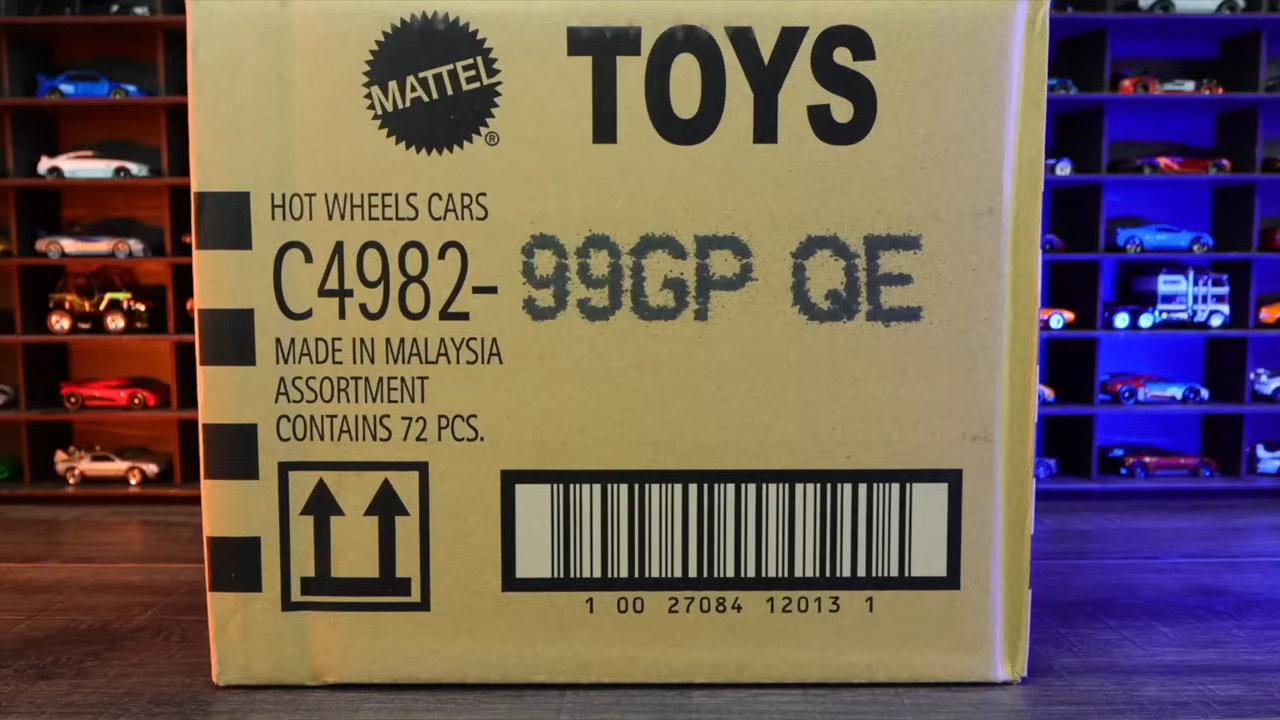 MATTEL ® TOYS
HOT WHEELS CARS
C4982- 99GP QE
MADE IN MALAYSIA
ASSORTMENT
CONTAINS 72 PCS.
1 00 27084 12013 1